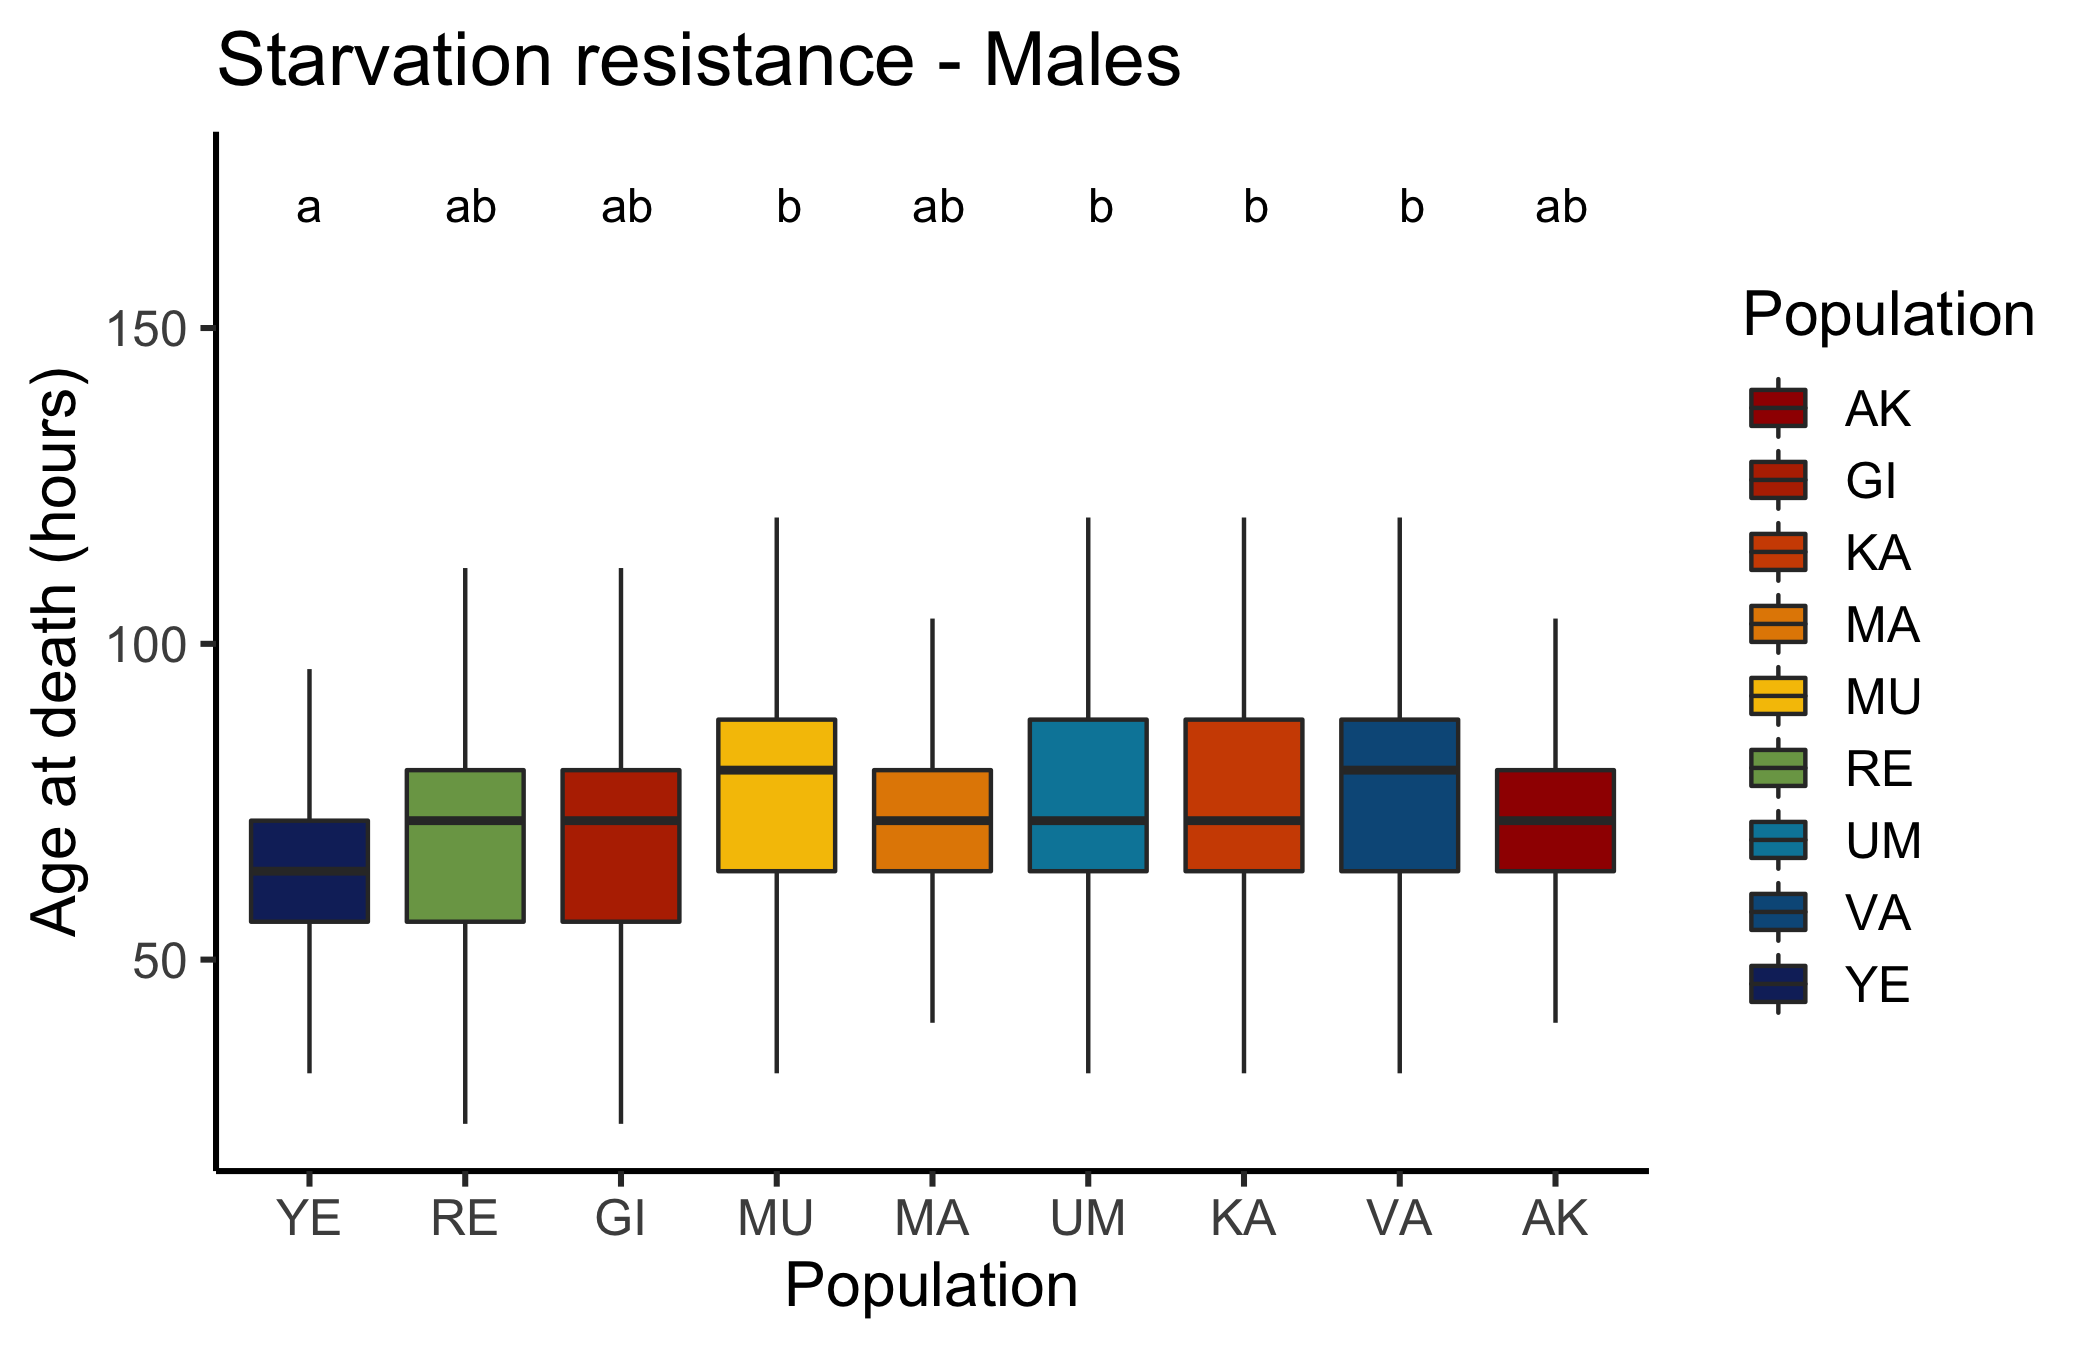 Starvation resistance - Males
a ab ab b ab b b b ab
150
100
50
Age at death (hours)
YE RE GI MU MA UM KA VA AK
Population
Population
AK
GI
KA
MA
MU
RE
UM
VA
YE